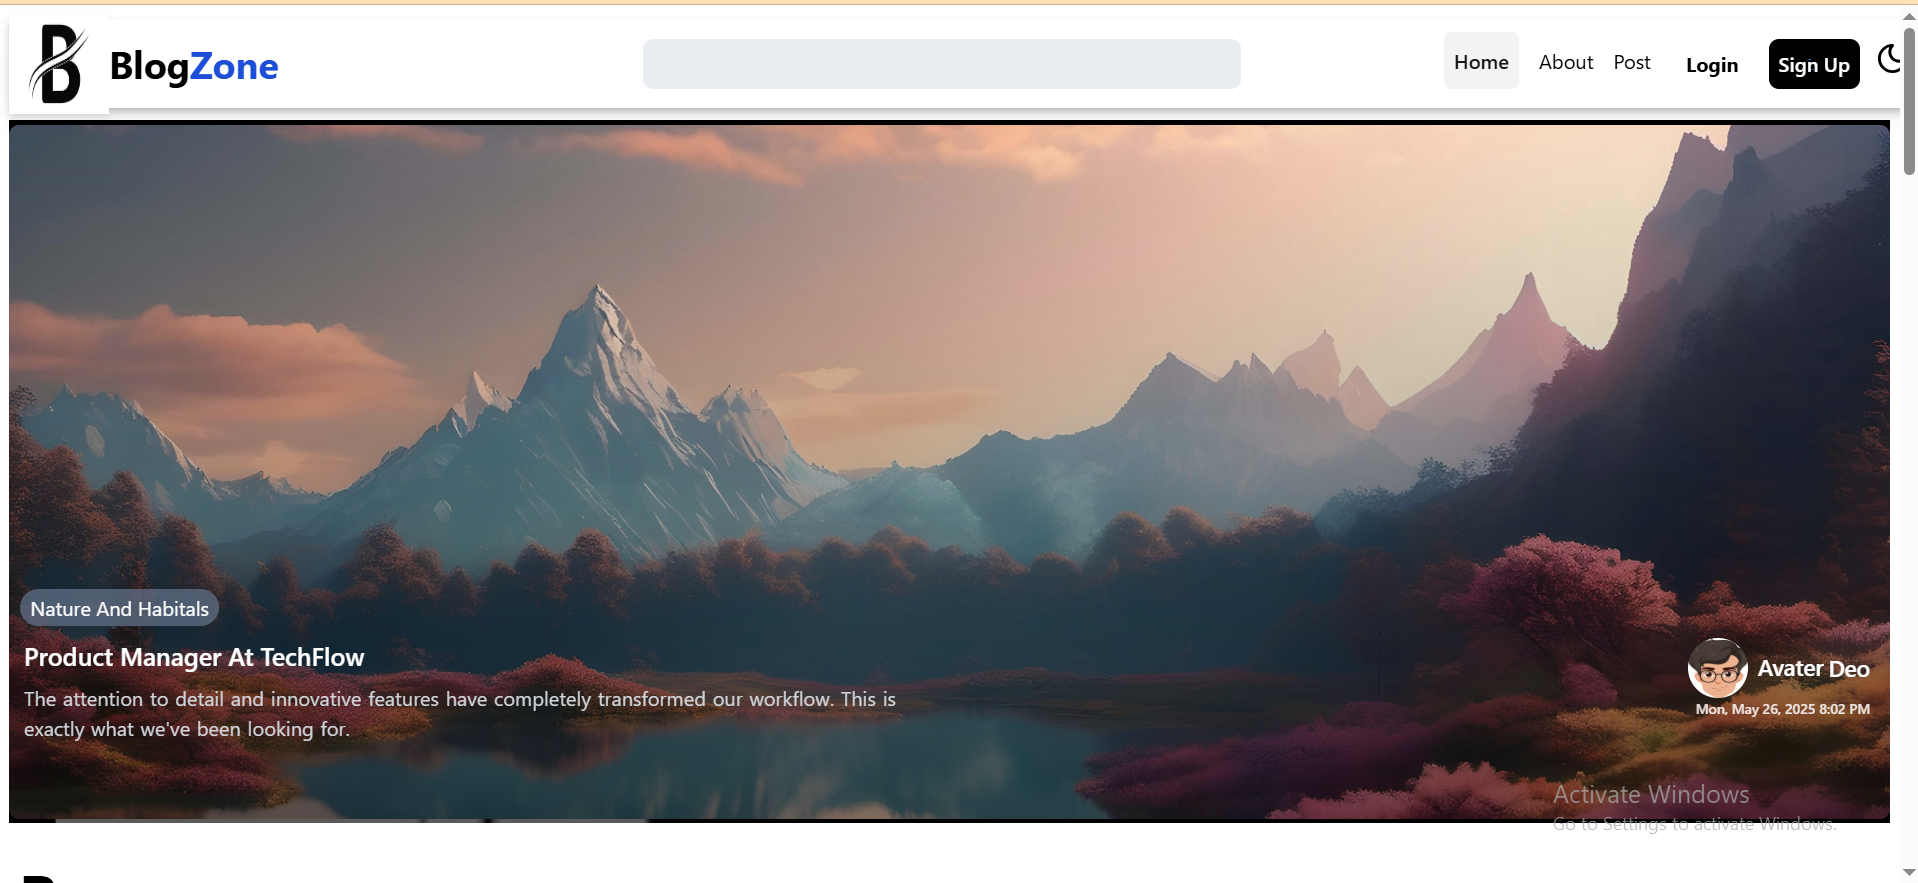 BlogZone
Home About Post Login Sign Up
Nature And Habitals
Product Manager At TechFlow
The attention to detail and innovative features have completely transformed our workflow. This is
exactly what we've been looking for.
Avater Deo
Mon, May 26, 2025 8:02 PM
Activate Windows
Go to Settings to activate Windows.